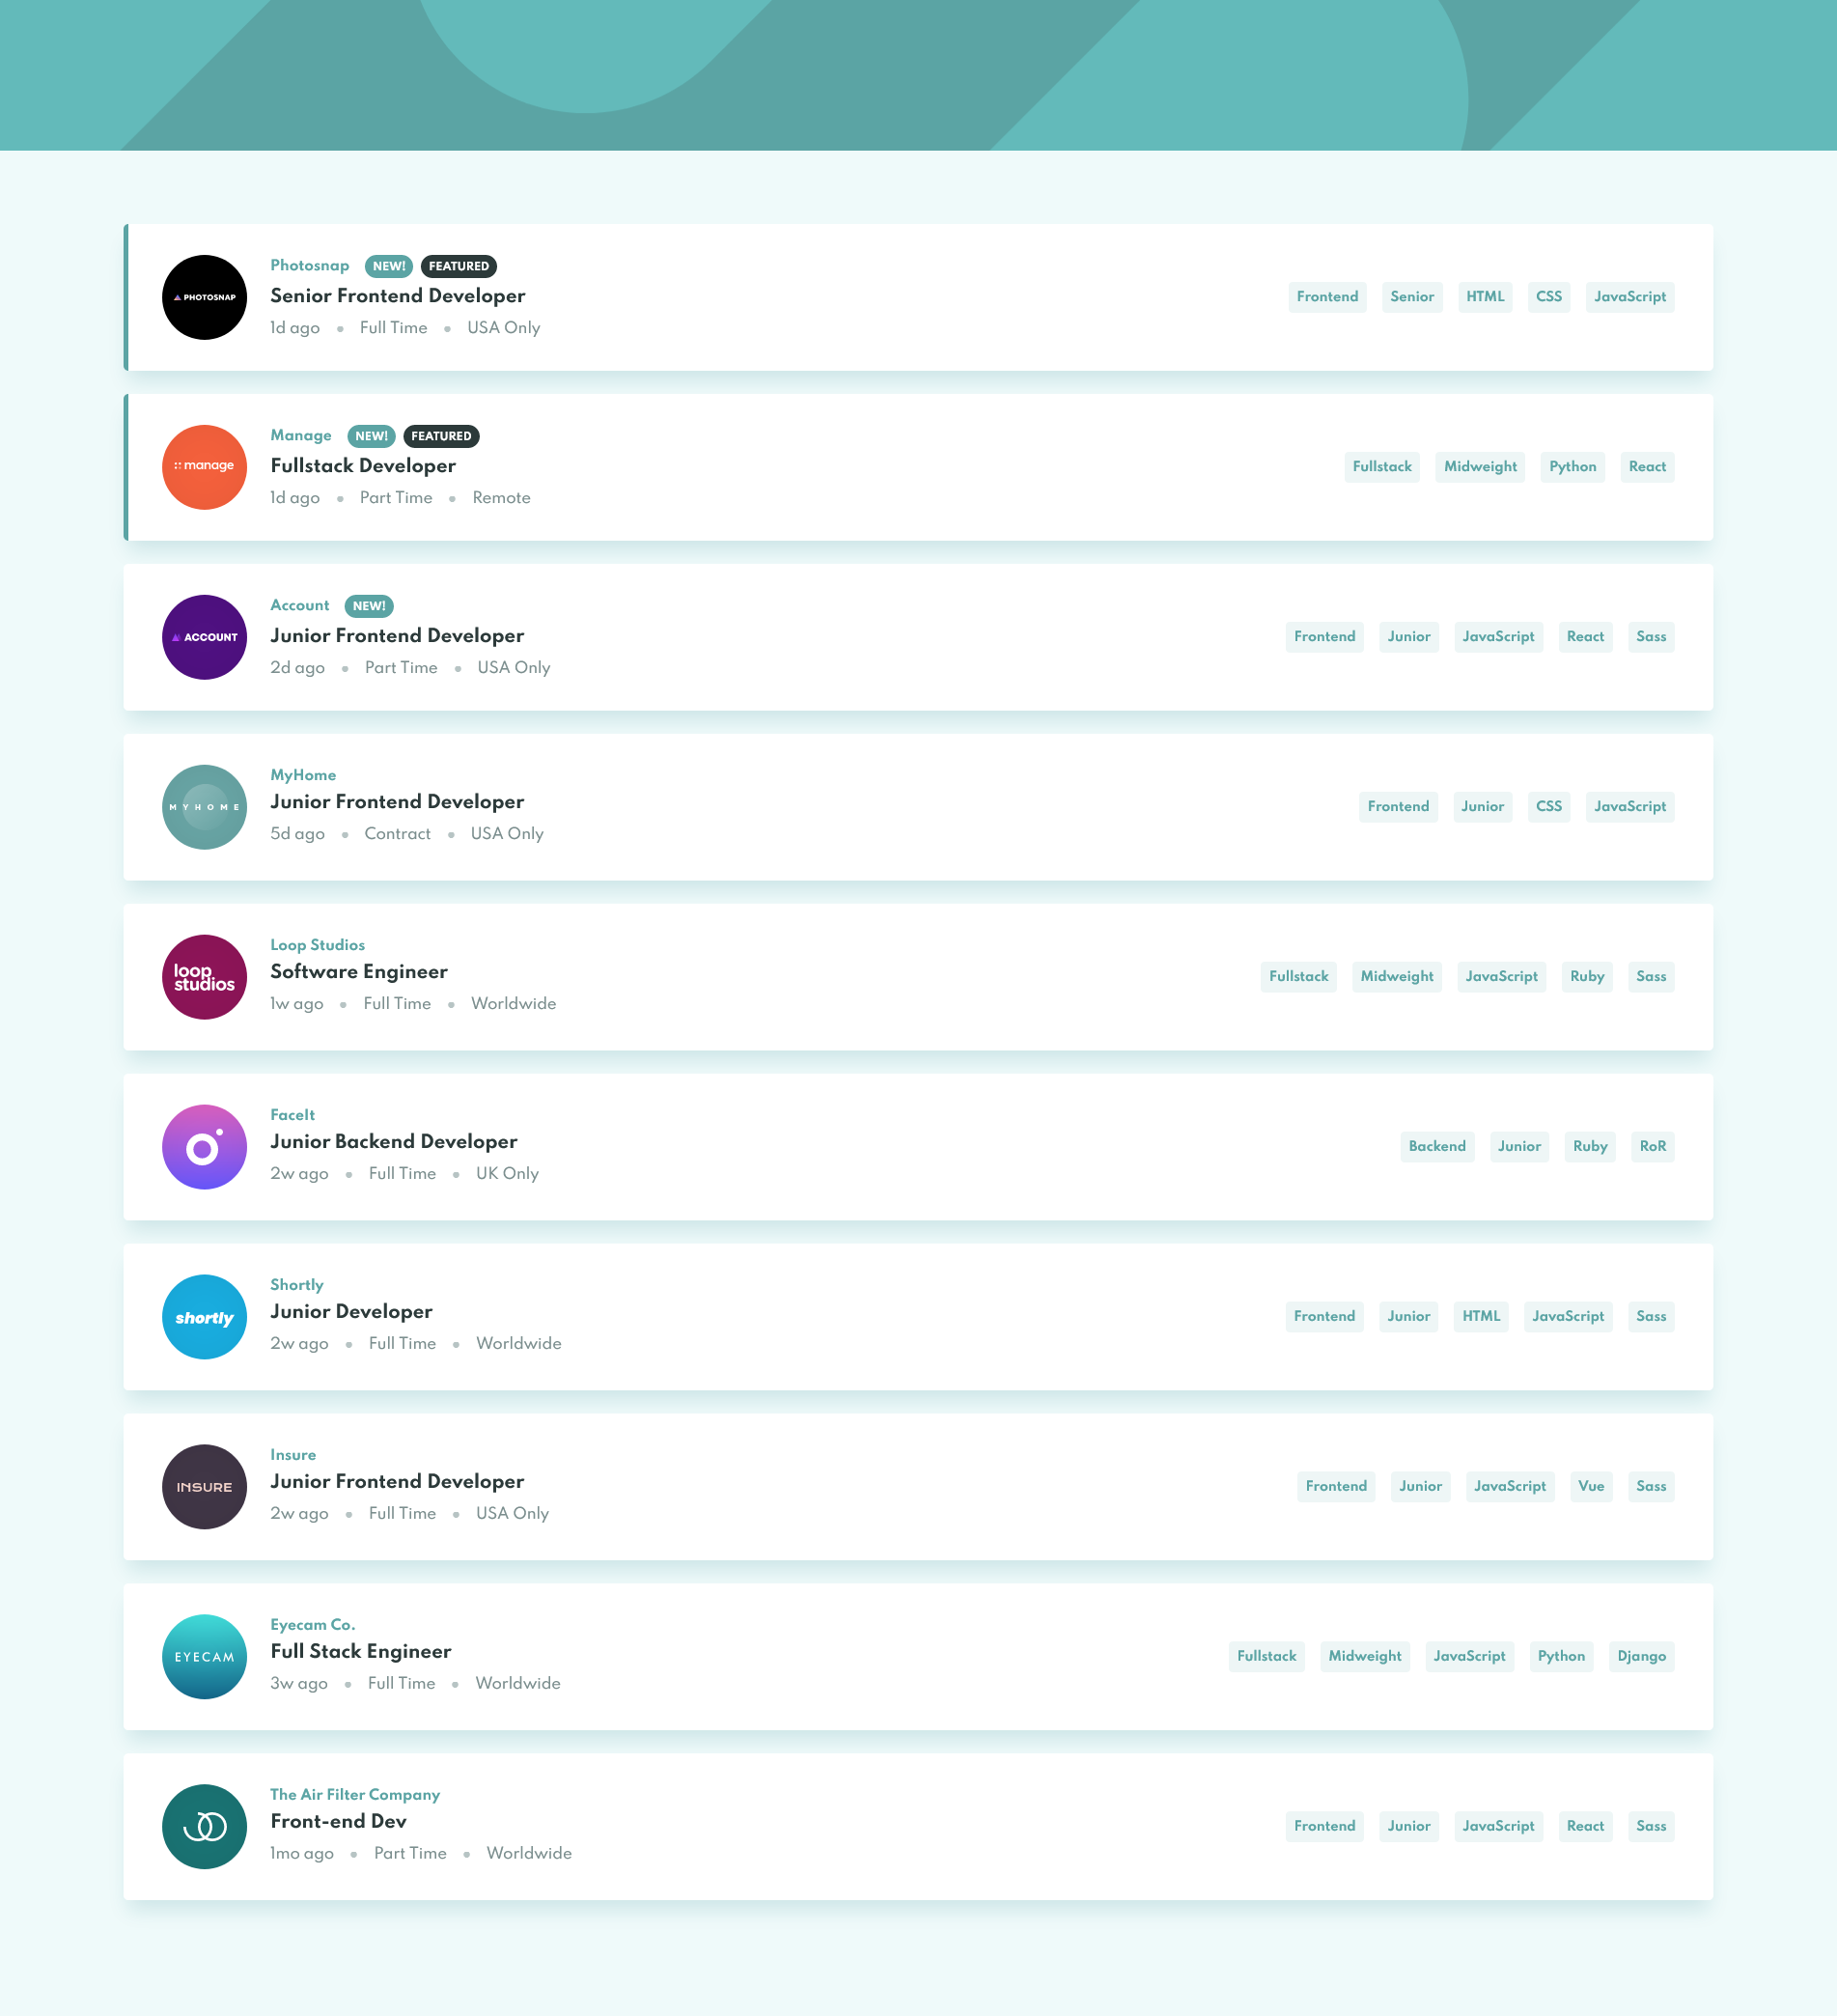 PHOTOSNAP
Photosnap NEW! FEATURED
Senior Frontend Developer
1d ago • Full Time • USA Only
Frontend Senior HTML CSS JavaScript
manage
Manage NEW! FEATURED
Fullstack Developer
1d ago • Part Time • Remote
Fullstack Midweight Python React
ACCOUNT
Account NEW!
Junior Frontend Developer
2d ago • Part Time • USA Only
Frontend Junior JavaScript React Sass
MYHOME
MyHome
Junior Frontend Developer
5d ago • Contract • USA Only
Frontend Junior CSS JavaScript
loop
studios
Loop Studios
Software Engineer
1w ago • Full Time • Worldwide
Fullstack Midweight JavaScript Ruby Sass
FaceIt
Junior Backend Developer
2w ago • Full Time • UK Only
Backend Junior Ruby RoR
shortly
Shortly
Junior Developer
2w ago • Full Time • Worldwide
Frontend Junior HTML JavaScript Sass
INSURE
Insure
Junior Frontend Developer
2w ago • Full Time • USA Only
Frontend Junior JavaScript Vue Sass
EYECAM
Eyecam Co.
Full Stack Engineer
3w ago • Full Time • Worldwide
Fullstack Midweight JavaScript Python Django
The Air Filter Company
Front-end Dev
1mo ago • Part Time • Worldwide
Frontend Junior JavaScript React Sass